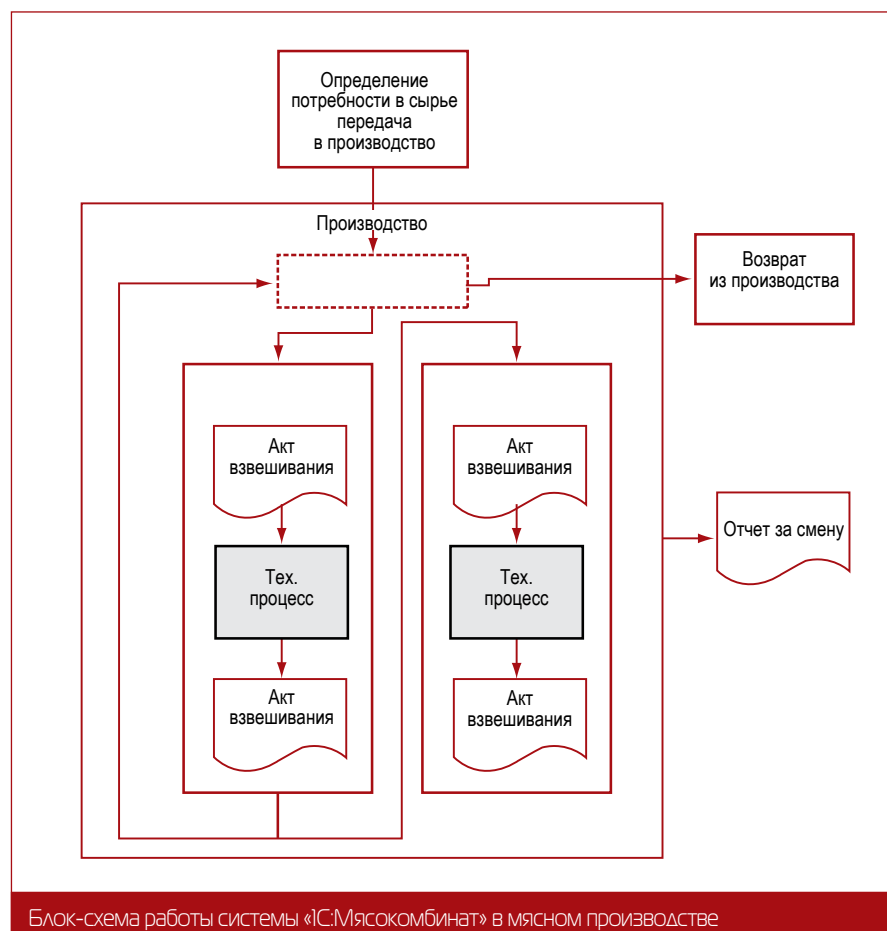 Определение
потребности в сырье
передача
в производство
Производство
Возврат
из производства
Акт
взвешивания
Акт
взвешивания
Отчет за смену
Тех.
процесс
Тех.
процесс
Акт
взвешивания
Акт
взвешивания
Блок-схема работы системы «1С:Мясокомбинат» в мясном производстве